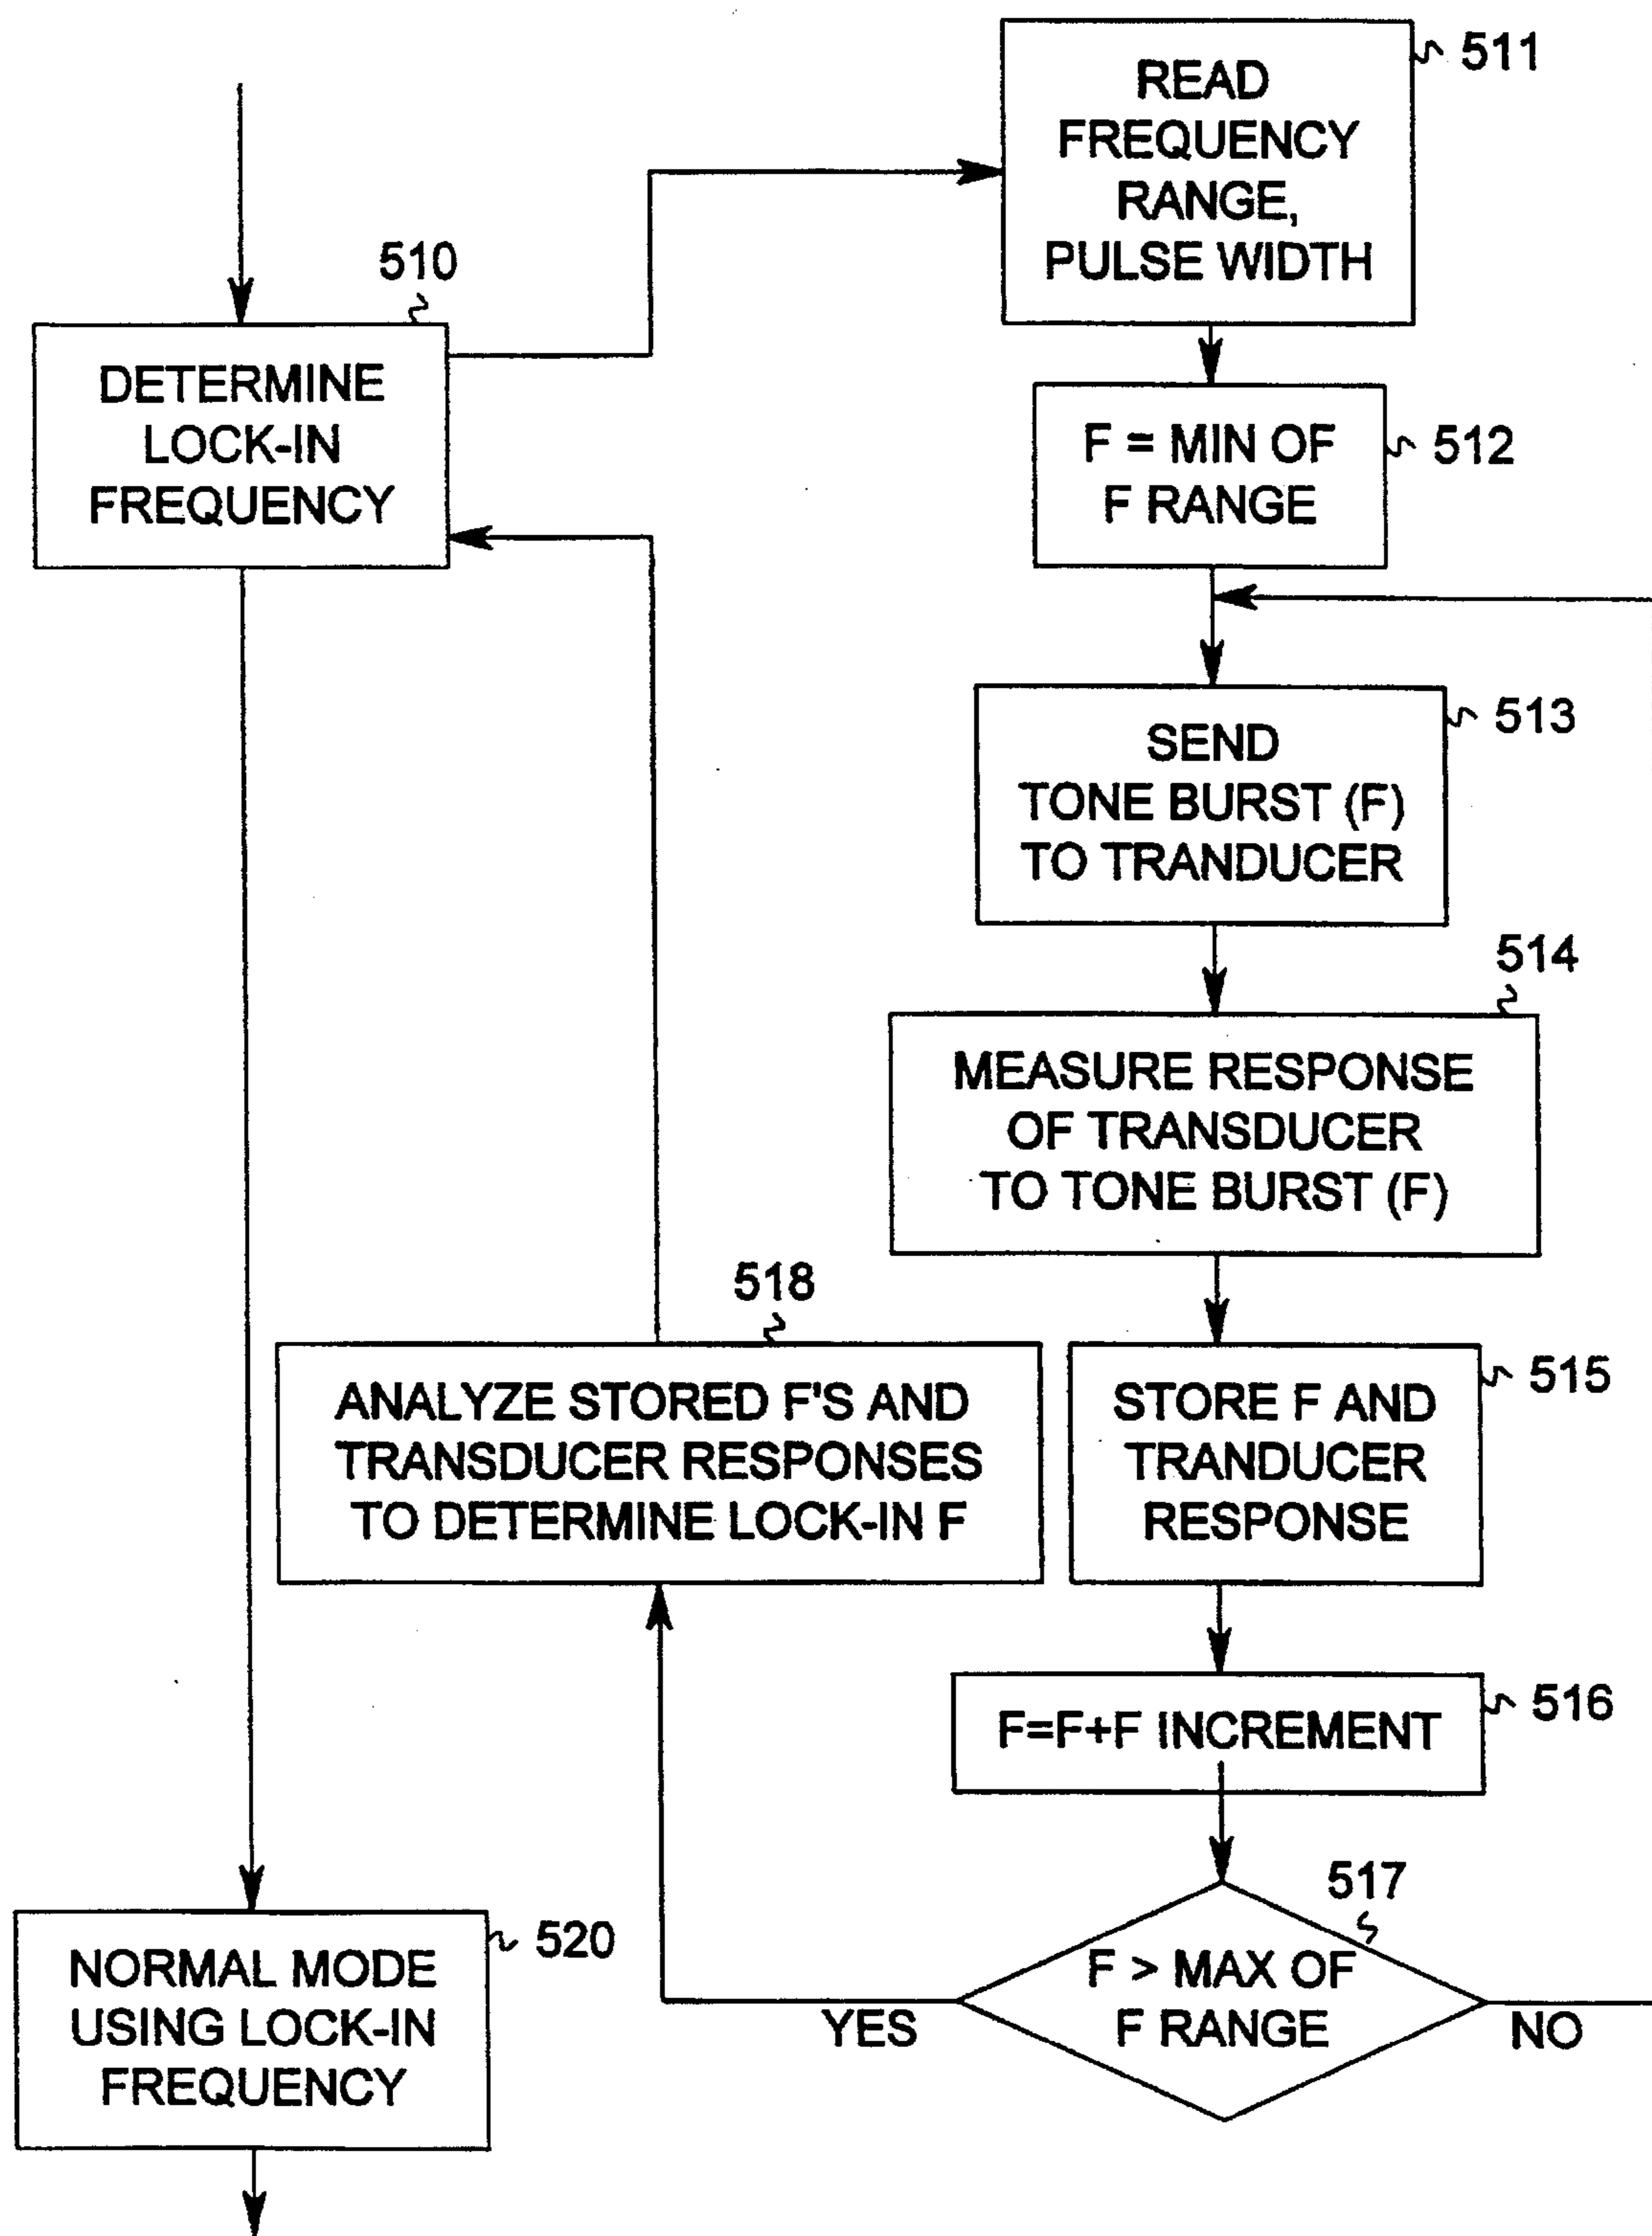 511
READ
FREQUENCY
RANGE,
PULSE WIDTH
510
DETERMINE
LOCK-IN
FREQUENCY
512
F = MIN OF
F RANGE
513
SEND
TONE BURST (F)
TO TRANDUCER
514
MEASURE RESPONSE
OF TRANSDUCER
TO TONE BURST (F)
518
ANALYZE STORED F'S AND
TRANSDUCER RESPONSES
TO DETERMINE LOCK-IN F
515
STORE F AND
TRANDUCER
RESPONSE
516
F=F+F INCREMENT
517
F > MAX OF
F RANGE
YES
NO
520
NORMAL MODE
USING LOCK-IN
FREQUENCY